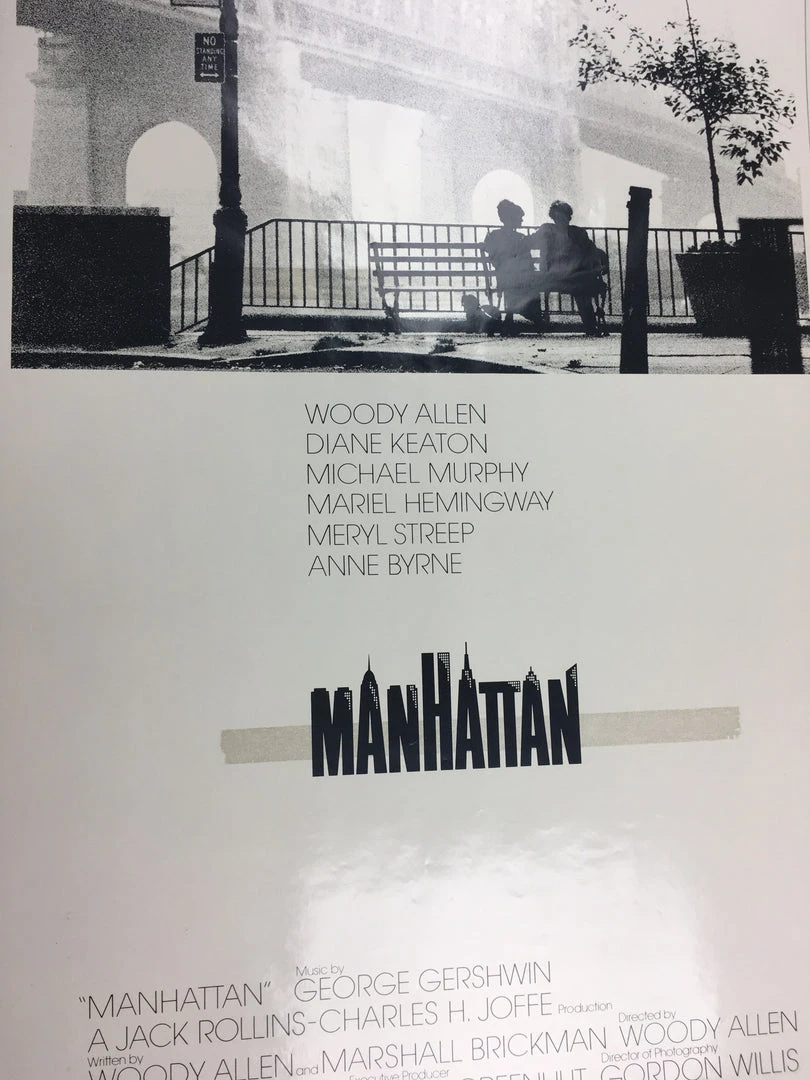 NO
STANDING
ANY
TIME
WOODY ALLEN
DIANE KEATON
MICHAEL MURPHY
MARIEL HEMINGWAY
MERYL STREEP
ANNE BYRNE
MANHATTAN
"MANHATTAN" Music by GEORGE GERSHWIN
A JACK ROLLINS-CHARLES H. JOFFE Production Directed by WOODY ALLEN
Written by WOODY ALLEN and MARSHALL BRICKMAN Director of Photography GORDON WILLIS
Executive Producer